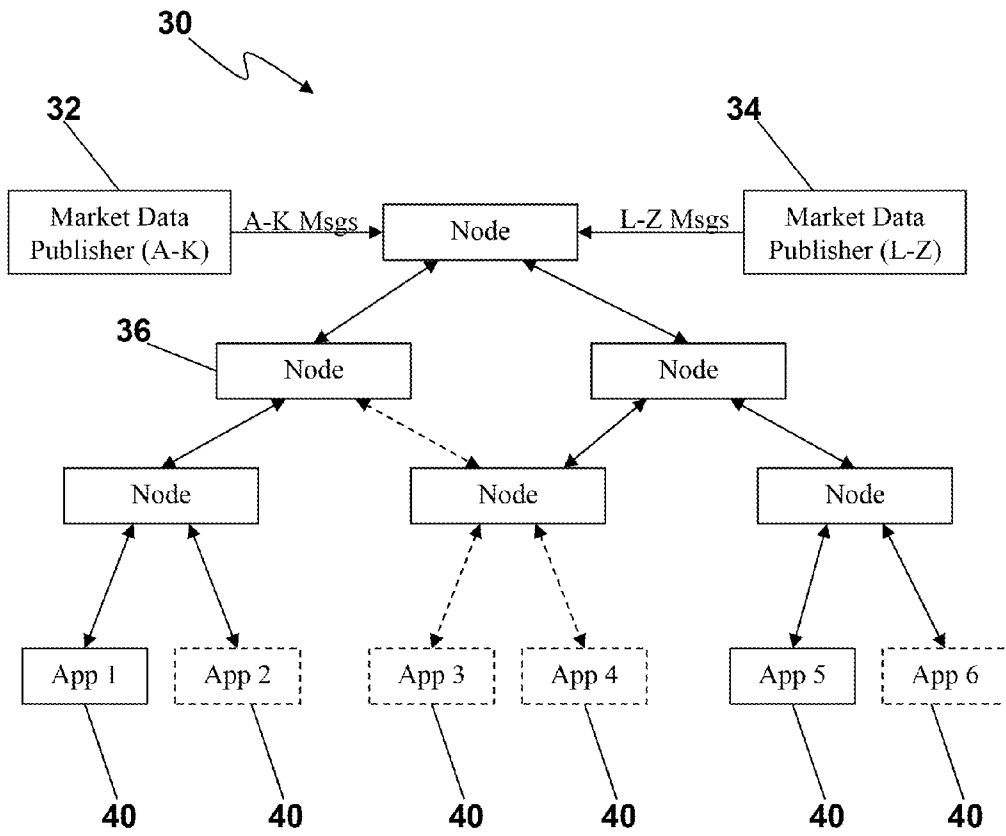 30
32
34
Market Data
Publisher (A-K)
A-K Msgs
Node
L-Z Msgs
Market Data
Publisher (L-Z)
36
Node
Node
Node
Node
Node
App 1
App 2
App 3
App 4
App 5
App 6
40
40
40
40
40
40